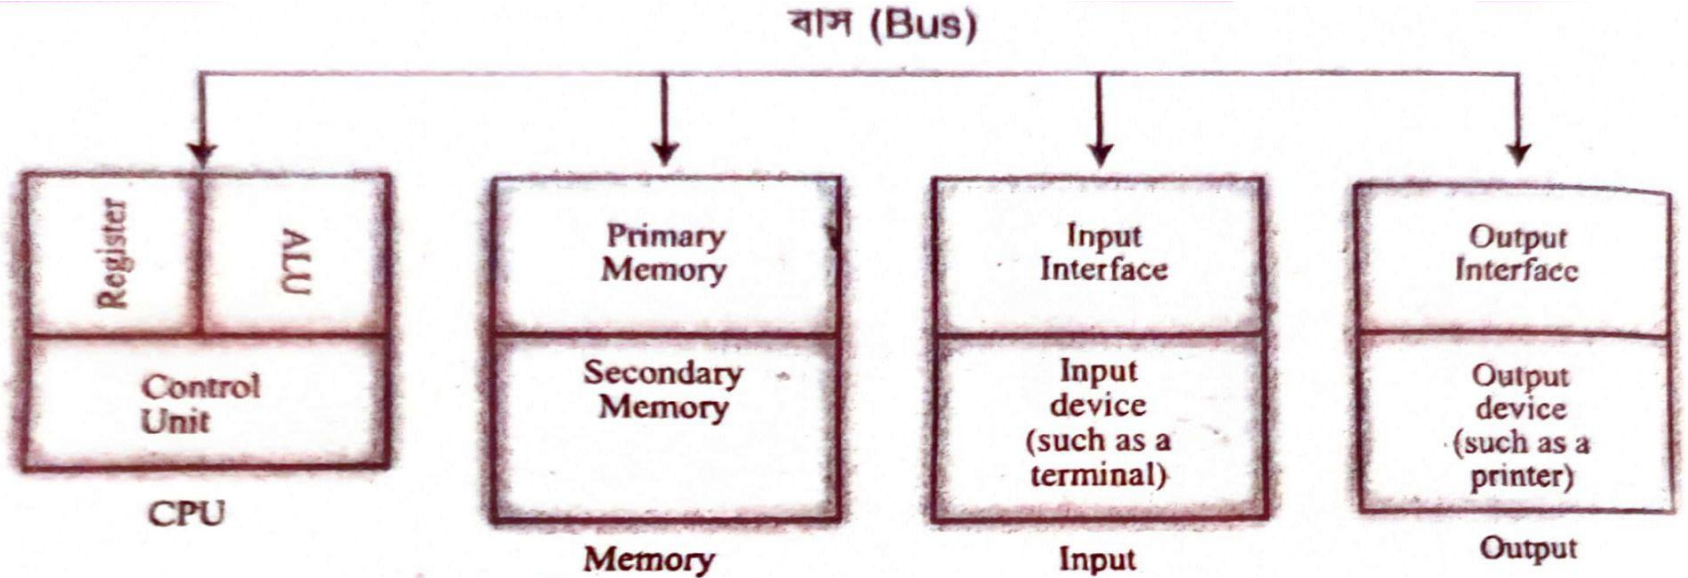 বাস (Bus)
Register
ALU
Control
Unit
CPU
Primary
Memory
Secondary
Memory
Memory
Input
Interface
Input
device
(such as a
terminal)
Input
Output
Interface
Output
device
(such as a
printer)
Output